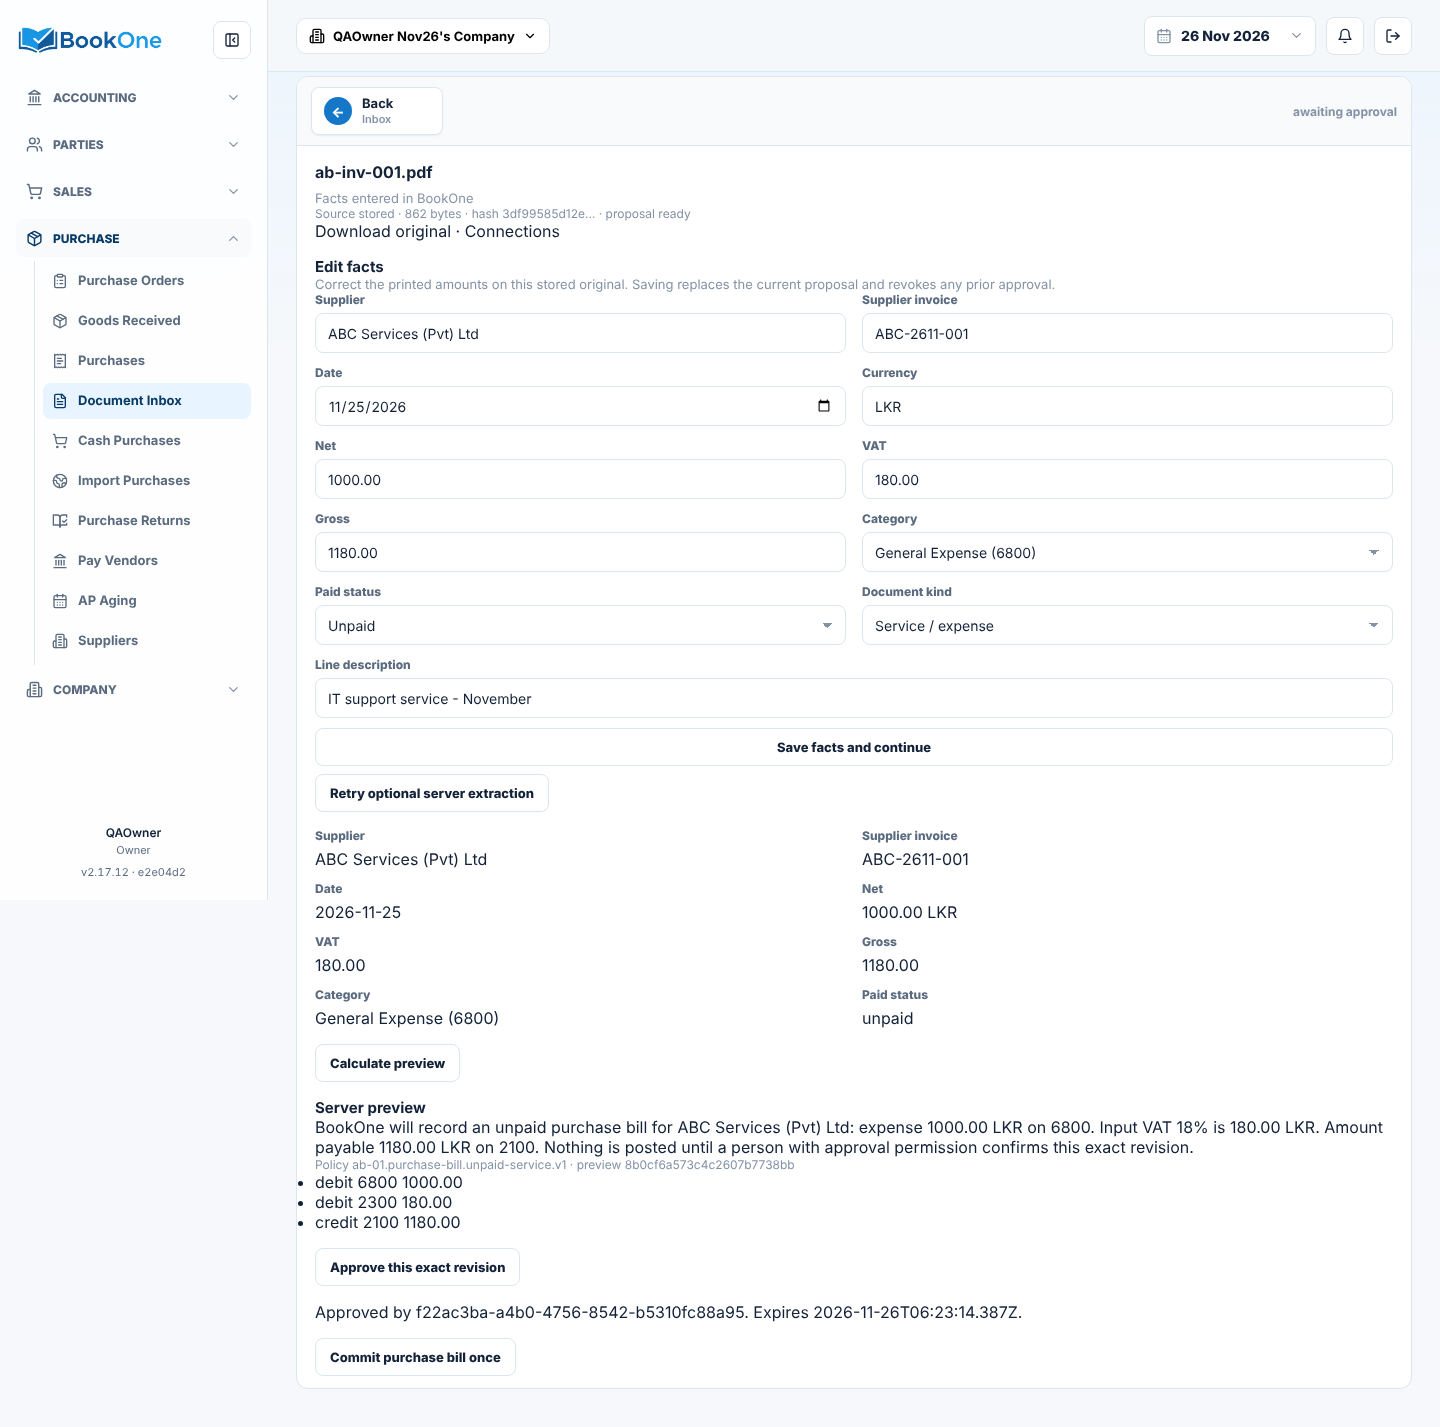 BookOne
QAOwner Nov26's Company
26 Nov 2026
ACCOUNTING
PARTIES
SALES
PURCHASE
Purchase Orders
Goods Received
Purchases
Document Inbox
Cash Purchases
Import Purchases
Purchase Returns
Pay Vendors
AP Aging
Suppliers
COMPANY
QAOwner
Owner
v2.17.12 · e2e04d2
Back
Inbox
awaiting approval
ab-inv-001.pdf
Facts entered in BookOne
Source stored · 862 bytes · hash 3df99585d12e... · proposal ready
Download original · Connections
Edit facts
Correct the printed amounts on this stored original. Saving replaces the current proposal and revokes any prior approval.
Supplier
Supplier invoice
ABC Services (Pvt) Ltd
ABC-2611-001
Date
Currency
11/25/2026
LKR
Net
VAT
1000.00
180.00
Gross
Category
1180.00
General Expense (6800)
Paid status
Document kind
Unpaid
Service / expense
Line description
IT support service - November
Save facts and continue
Retry optional server extraction
Supplier
Supplier invoice
ABC Services (Pvt) Ltd
ABC-2611-001
Date
Net
2026-11-25
1000.00 LKR
VAT
Gross
180.00
1180.00
Category
Paid status
General Expense (6800)
unpaid
Calculate preview
Server preview
BookOne will record an unpaid purchase bill for ABC Services (Pvt) Ltd: expense 1000.00 LKR on 6800. Input VAT 18% is 180.00 LKR. Amount
payable 1180.00 LKR on 2100. Nothing is posted until a person with approval permission confirms this exact revision.
Policy ab-01.purchase-bill.unpaid-service.v1 · preview 8b0cf6a573c4c2607b7738bb
• debit 6800 1000.00
• debit 2300 180.00
• credit 2100 1180.00
Approve this exact revision
Approved by f22ac3ba-a4b0-4756-8542-b5310fc88a95. Expires 2026-11-26T06:23:14.387Z.
Commit purchase bill once